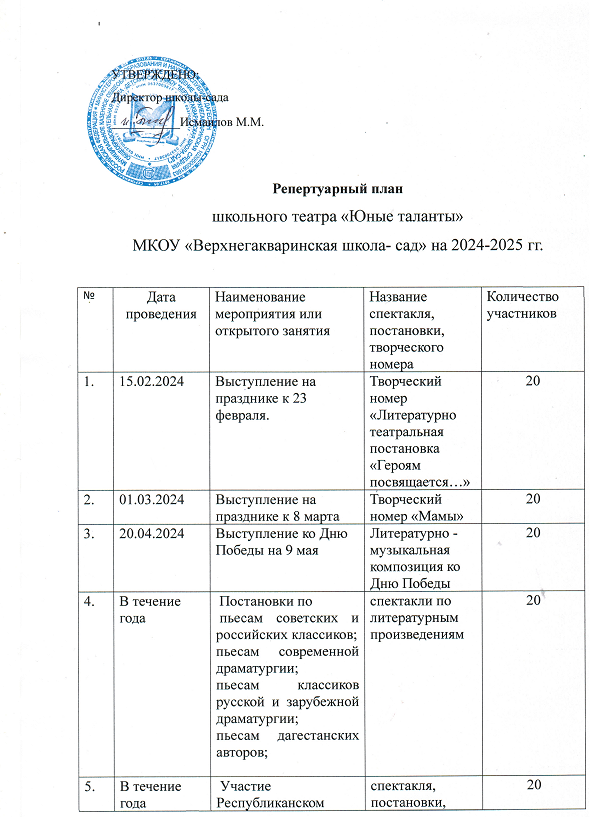 УТВЕРЖДЕНО:
Директор школы-сада
Исмаилов М.М.
Репертуарный план
школьного театра «Юные таланты»
МКОУ «Верхнегакваринская школа- сад» на 2024-2025 гг.
№
Дата
проведения
Наименование
мероприятия или
открытого занятия
Название
спектакля,
постановки,
творческого
номера
Количество
участников
1.
15.02.2024
Выступление на
празднике к 23
февраля.
Творческий
номер
«Литературно
театральная
постановка
«Героям
посвящается…»
20
2.
01.03.2024
Выступление на
празднике к 8 марта
Творческий
номер «Мамы»
20
3.
20.04.2024
Выступление ко Дню
Победы на 9 мая
Литературно -
музыкальная
композиция ко
Дню Победы
20
4.
В течение
года
Постановки по
пьесам советских и
российских классиков;
пьесам современной
драматургии;
пьесам классиков
русской и зарубежной
драматургии;
пьесам дагестанских
авторов;
спектакли по
литературным
произведениям
20
5.
В течение
года
Участие
Республиканском
спектакля,
постановки,
20